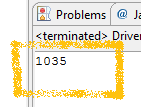 Problems @ Ja
<terminated> Driver
1035